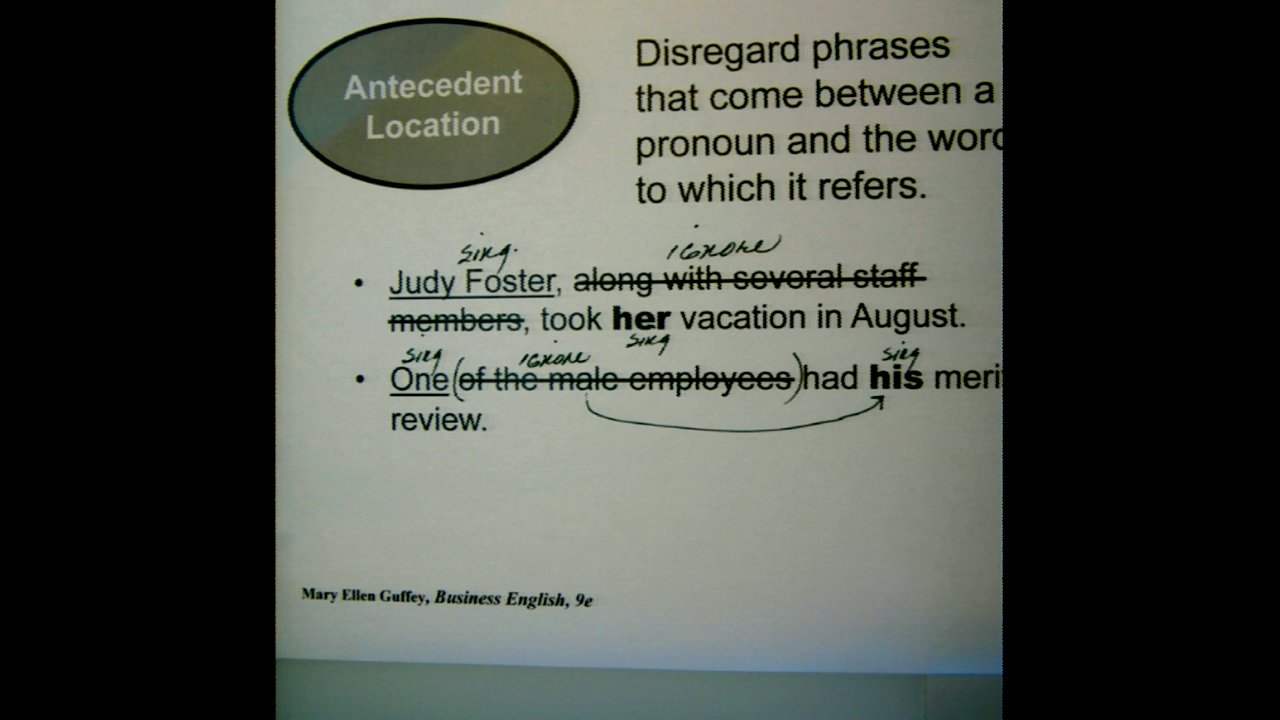 Antecedent
Location
Disregard phrases
that come between a
pronoun and the word
to which it refers.
sing. ignore
• Judy Foster, along with several staff
members, took her vacation in August.
sing
sing ignore sing
• One (of the male employees) had his meri
review.
Mary Ellen Guffey, Business English, 9e